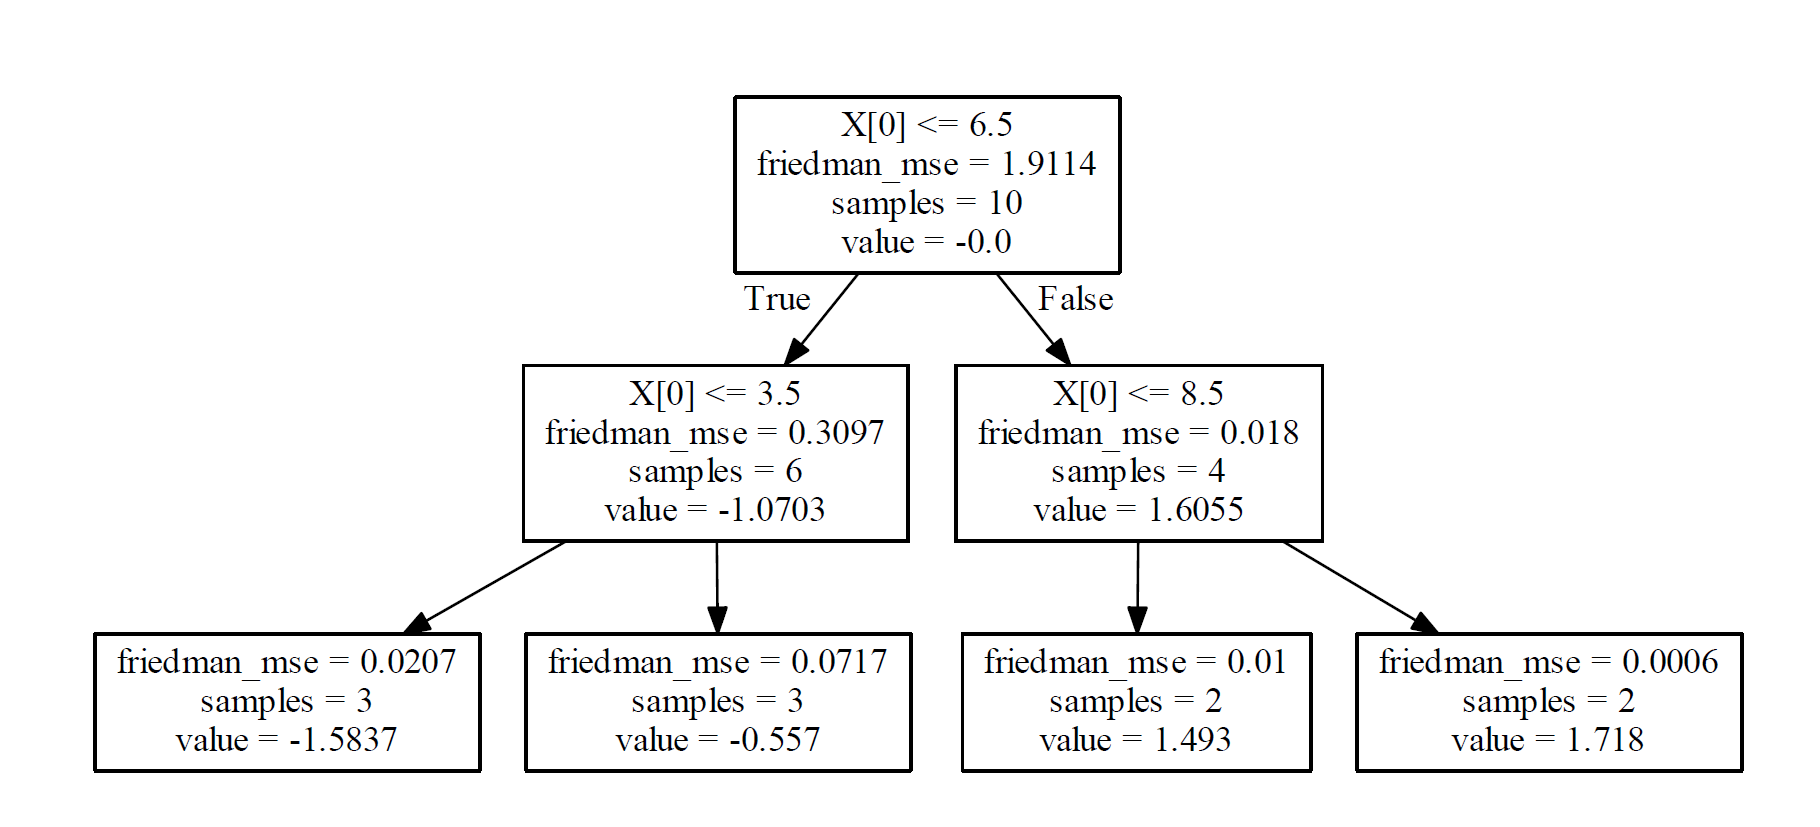 X[0] <= 6.5
friedman_mse = 1.9114
samples = 10
value = -0.0
True
False
X[0] <= 3.5
friedman_mse = 0.3097
samples = 6
value = -1.0703
X[0] <= 8.5
friedman_mse = 0.018
samples = 4
value = 1.6055
friedman_mse = 0.0207
samples = 3
value = -1.5837
friedman_mse = 0.0717
samples = 3
value = -0.557
friedman_mse = 0.01
samples = 2
value = 1.493
friedman_mse = 0.0006
samples = 2
value = 1.718